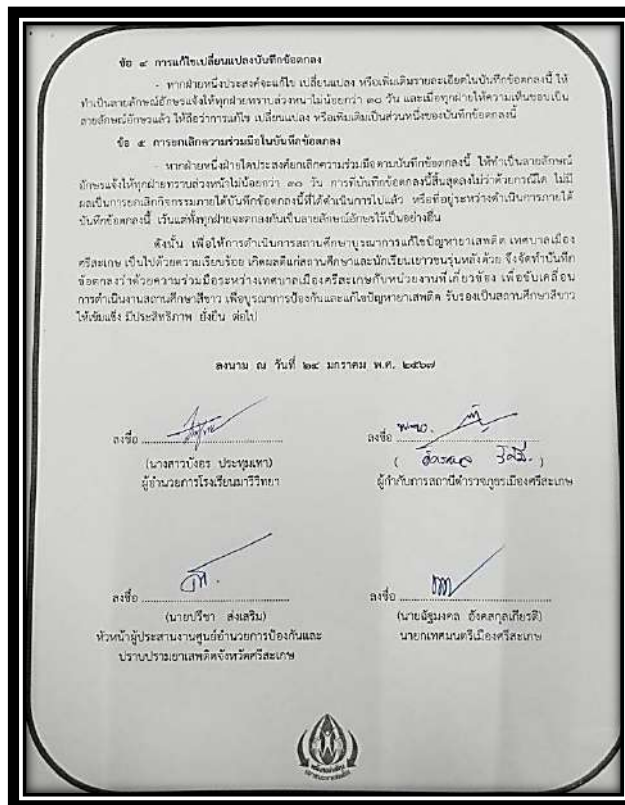 ข้อ ๔ การแก้ไขเปลี่ยนแปลงบันทึกข้อตกลง
- หากฝ่ายหนึ่งประสงค์จะแก้ไข เปลี่ยนแปลง หรือเพิ่มเติมรายละเอียดในบันทึกข้อตกลงนี้ ให้
ทำเป็นลายลักษณ์อักษรแจ้งให้ทุกฝ่ายทราบล่วงหน้าไม่น้อยกว่า ๓๐ วัน และเมื่อทุกฝ่ายให้ความเห็นชอบเป็น
ลายลักษณ์อักษรแล้ว ให้ถือว่าการแก้ไข เปลี่ยนแปลง หรือเพิ่มเติมเป็นส่วนหนึ่งของบันทึกข้อตกลงนี้
ข้อ ๕ การยกเลิกความร่วมมือในบันทึกข้อตกลง
- หากฝ่ายหนึ่งฝ่ายใดประสงค์ยกเลิกความร่วมมือตามบันทึกข้อตกลงนี้ ให้ทำเป็นลายลักษณ์
อักษรแจ้งให้ทุกฝ่ายทราบล่วงหน้าไม่น้อยกว่า ๓๐ วัน การที่บันทึกข้อตกลงนี้สิ้นสุดลงไม่ว่าด้วยกรณีใด ไม่มี
ผลเป็นการยกเลิกกิจกรรมภายใต้บันทึกข้อตกลงนี้ที่ได้ดำเนินการไปแล้ว หรือที่อยู่ระหว่างดำเนินการภายใต้
บันทึกข้อตกลงนี้ เว้นแต่ทั้งทุกฝ่ายจะตกลงกันเป็นลายลักษณ์อักษรไว้เป็นอย่างอื่น
ดังนั้น เพื่อให้การดำเนินการสถานศึกษาบูรณาการแก้ไขปัญหายาเสพติด เทศบาลเมือง
ศรีสะเกษ เป็นไปด้วยความเรียบร้อย เกิดผลดีแก่สถานศึกษาและนักเรียนเยาวชนรุ่นหลังด้วย จึงจัดทำบันทึก
ข้อตกลงว่าด้วยความร่วมมือระหว่างเทศบาลเมืองศรีสะเกษกับหน่วยงานที่เกี่ยวข้อง เพื่อขับเคลื่อน
การดำเนินงานสถานศึกษาสีขาว เพื่อบูรณาการป้องกันและแก้ไขปัญหายาเสพติด รับรองเป็นสถานศึกษาสีขาว
ให้เข้มแข็ง มีประสิทธิภาพ ยั่งยืน ต่อไป
ลงนาม ณ วันที่ ๒๔ มกราคม พ.ศ. ๒๕๖๗
ลงชื่อ
(นางสาวบังอร ประทุมเทา)
ผู้อำนวยการโรงเรียนมารีวิทยา
ลงชื่อ
ผู้กำกับการสถานีตำรวจภูธรเมืองศรีสะเกษ
ลงชื่อ
(นายปรีชา ส่งเสริม)
หัวหน้าผู้ประสานงานศูนย์อำนวยการป้องกันและ
ปราบปรามยาเสพติดจังหวัดศรีสะเกษ
ลงชื่อ
(นายฉัฐมงคล อังคสกุลเกียรติ)
นายกเทศมนตรีเมืองศรีสะเกษ